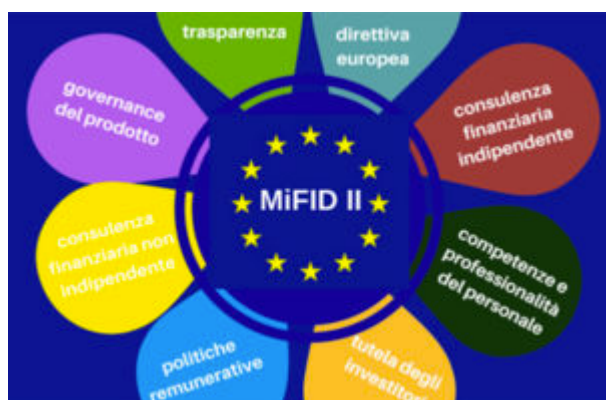 trasparenza
direttiva
europea
governance
del prodotto
consulenza
finanziaria
indipendente
MiFID II
consulenza
finanziaria non
indipendente
competenze e
professionalità
del personale
politiche
remunerative
tutela degli
investitori